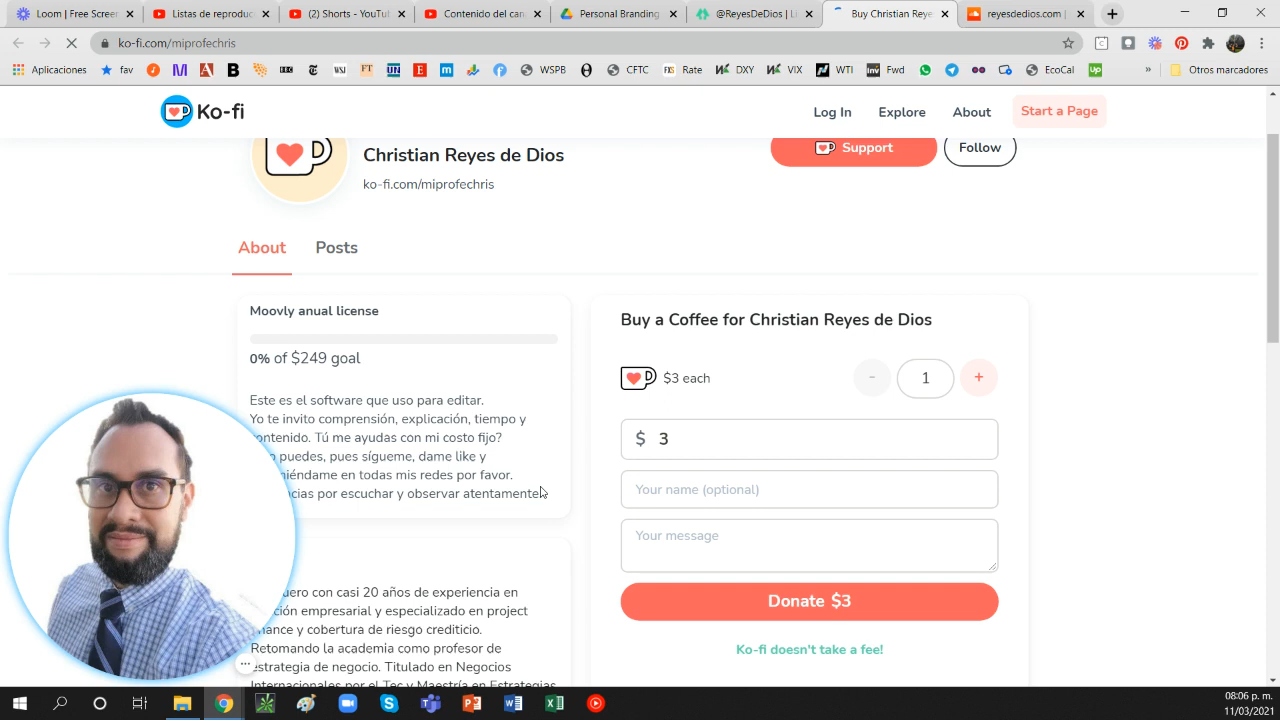 Loom | Free Screen
Listas de reproduc
(2) Shorts - YouTu
Contenido del can
Personal Branding
@ReyesDeDios | Li
Buy Christian Reye
reyesdedios.com |
ko-fi.com/miprofechris
Aplicaciones
fav
WSPB
CFTC
Rate
DXY
VIX
WTI
Fwd
EcoCal
Otros marcadores
Ko-fi
Log In
Explore
About
Start a Page
Christian Reyes de Dios
ko-fi.com/miprofechris
Support
Follow
About
Posts
Moovly anual license
0% of $249 goal
Este es el software que uso para editar.
Yo te invito comprensión, explicación, tiempo y
contenido. Tú me ayudas con mi costo fijo?
puedes, pues sígueme, dame like y
en todas mis redes por favor.
por escuchar y observar atentamente
con casi 20 años de experiencia en
empresarial y especializado en project
y cobertura de riesgo crediticio.
Retomando la academia como profesor de
estrategia de negocio. Titulado en Negocios
Internacionales por el Tec y Maestría en Estrategias
Buy a Coffee for Christian Reyes de Dios
$3 each
-
1
+
$ 3
Your name (optional)
Your message
Donate $3
Ko-fi doesn't take a fee!
08:06 p. m.
11/03/2021